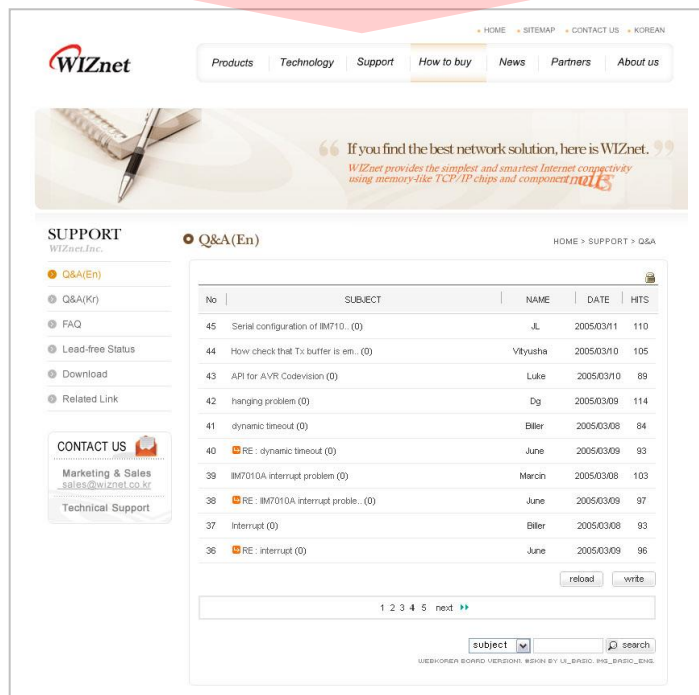 HOME SITEMAP CONTACT US KOREAN
WIZnet
Products Technology Support How to buy News Partners About us
“ If you find the best network solution, here is WIZnet. ”
WIZnet provides the simplest and smartest Internet connectivity
using memory-like TCP/IP chips and component
SUPPORT
WIZnet,Inc.
Q&A(En)
Q&A(Kr)
FAQ
Lead-free Status
Download
Related Link
CONTACT US
Marketing & Sales
sales@wiznet.co.kr
Technical Support
Q&A(En)
HOME > SUPPORT > Q&A
No SUBJECT NAME DATE HITS
45 Serial configuration of IIM710.. (0) JL 2005/03/11 110
44 How check that Tx buffer is em.. (0) Vityusha 2005/03/10 105
43 API for AVR Codevision (0) Luke 2005/03/10 89
42 hanging problem (0) Dg 2005/03/09 114
41 dynamic timeout (0) Biller 2005/03/08 84
40 RE : dynamic timeout (0) June 2005/03/09 93
39 IIM7010A interrupt problem (0) Marcin 2005/03/08 103
38 RE : IIM7010A interrupt proble.. (0) June 2005/03/09 97
37 Interrupt (0) Biller 2005/03/08 93
36 RE : interrupt (0) June 2005/03/09 96
reload write
1 2 3 4 5 next
subject search
WEBKOREA BOARD VERSION1, #SKIN BY UI_BASIC. IMG_BASIC_ENG.